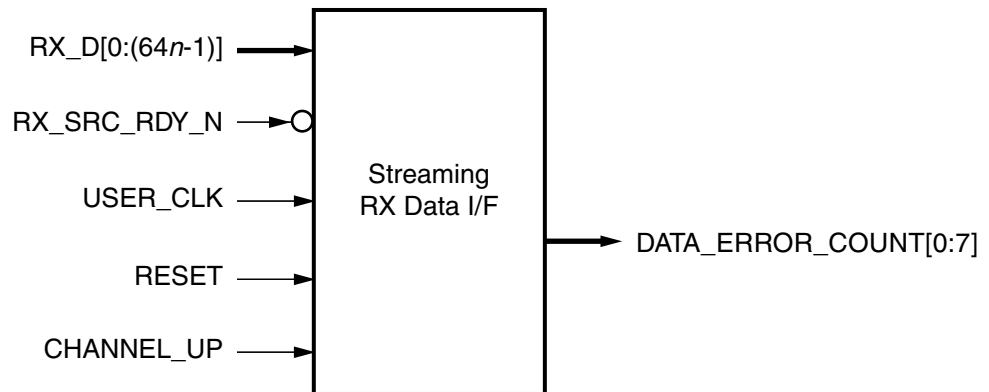 RX_D[0:(64n-1)]
RX_SRC_RDY_N
USER_CLK
RESET
CHANNEL_UP
Streaming
RX Data I/F
DATA_ERROR_COUNT[0:7]